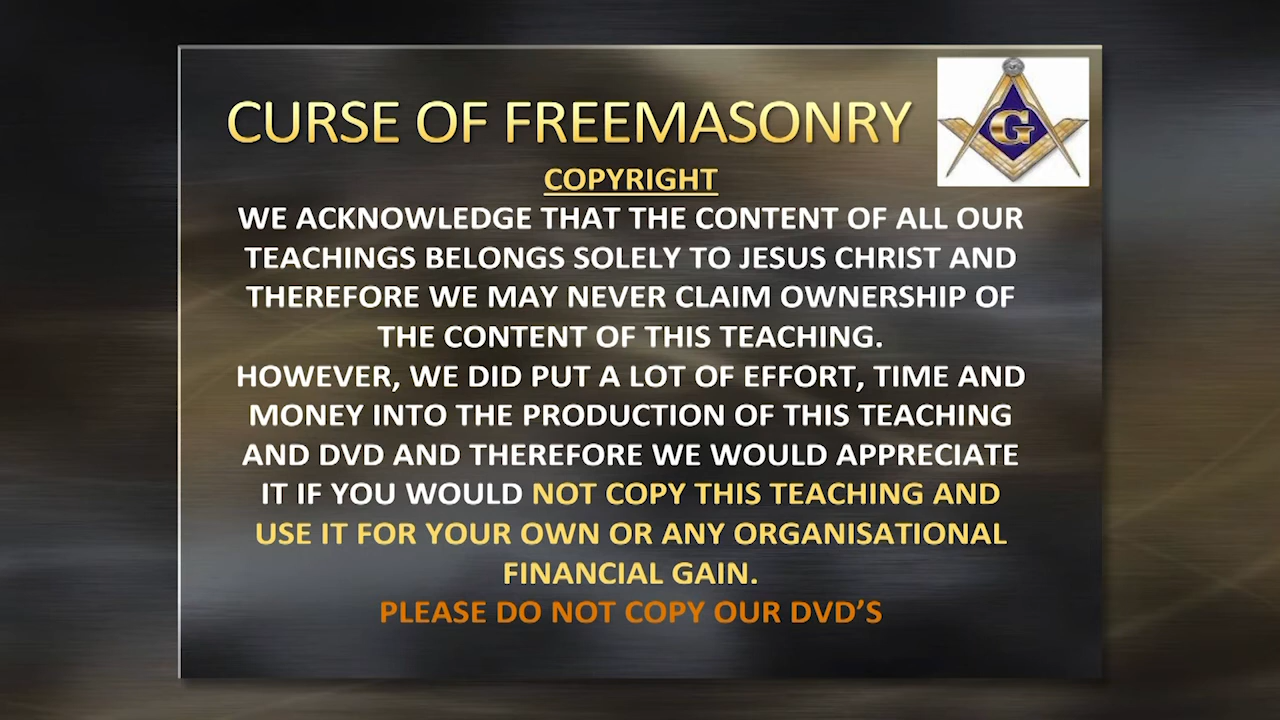 CURSE OF FREEMASONRY
G
COPYRIGHT
WE ACKNOWLEDGE THAT THE CONTENT OF ALL OUR
TEACHINGS BELONGS SOLELY TO JESUS CHRIST AND
THEREFORE WE MAY NEVER CLAIM OWNERSHIP OF
THE CONTENT OF THIS TEACHING.
HOWEVER, WE DID PUT A LOT OF EFFORT, TIME AND
MONEY INTO THE PRODUCTION OF THIS TEACHING
AND DVD AND THEREFORE WE WOULD APPRECIATE
IT IF YOU WOULD NOT COPY THIS TEACHING AND
USE IT FOR YOUR OWN OR ANY ORGANISATIONAL
FINANCIAL GAIN.
PLEASE DO NOT COPY OUR DVD’S